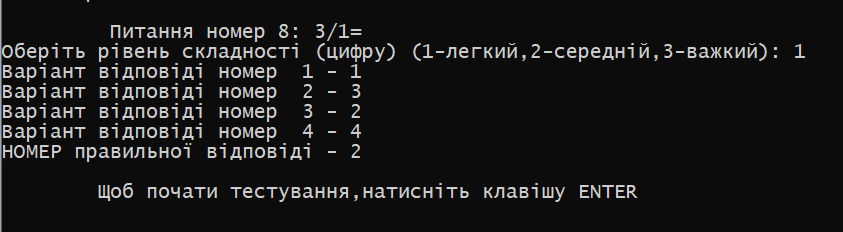 Питання номер 8: 3/1=
Оберіть рівень складності (цифру) (1-легкий,2-середній,3-важкий): 1
Варіант відповіді номер 1 - 1
Варіант відповіді номер 2 - 3
Варіант відповіді номер 3 - 2
Варіант відповіді номер 4 - 4
НОМЕР правильної відповіді - 2
Щоб почати тестування,натисніть клавішу ENTER